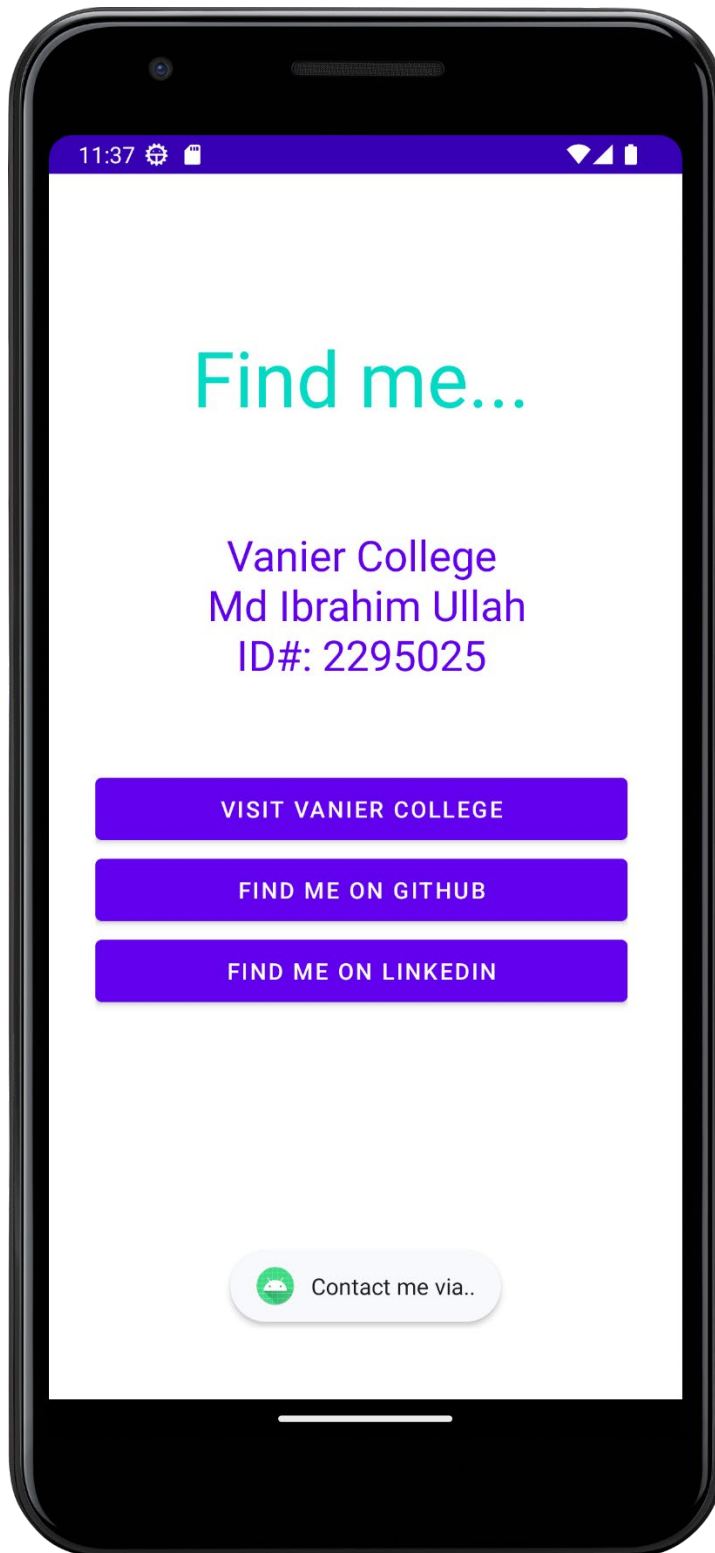 11:37
Find me...
Vanier College
Md Ibrahim Ullah
ID#: 2295025
VISIT VANIER COLLEGE
FIND ME ON GITHUB
FIND ME ON LINKEDIN
Contact me via..